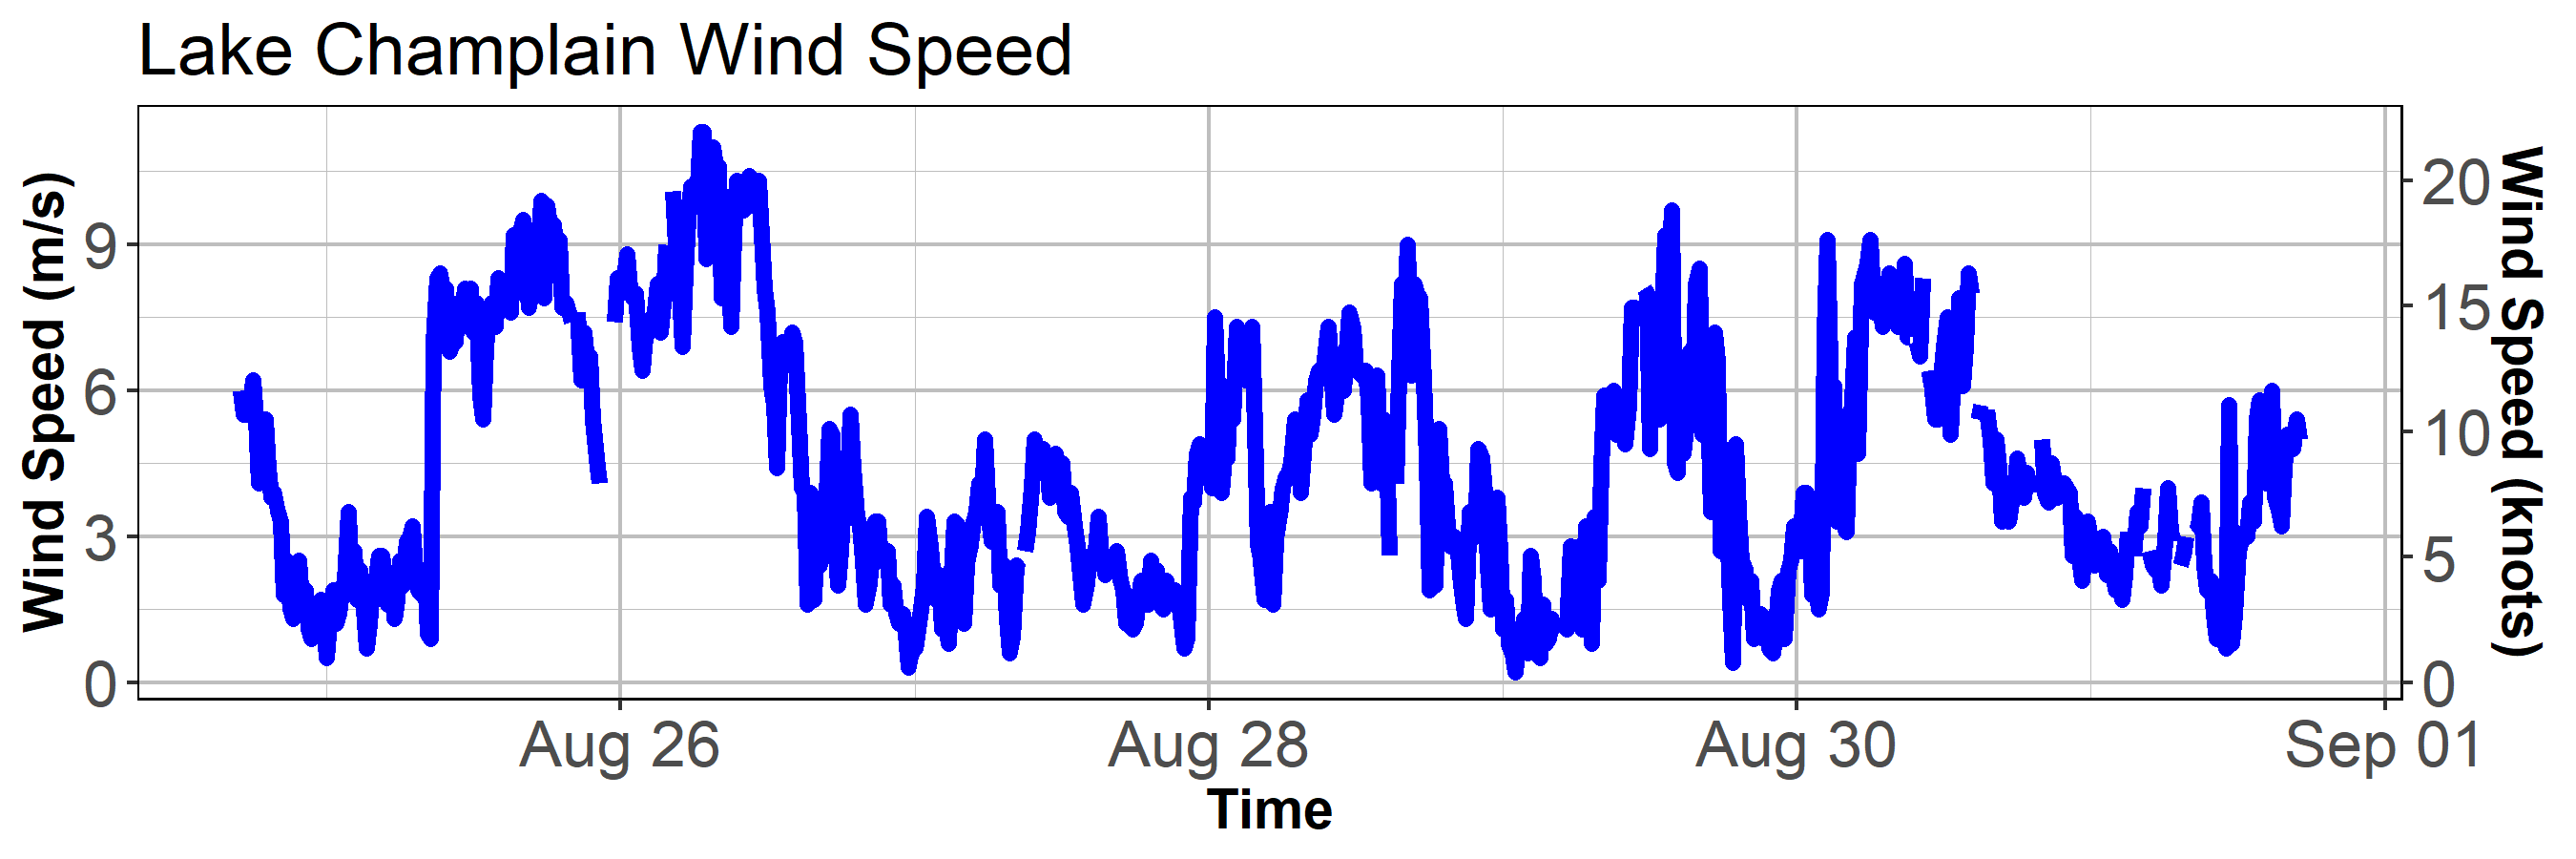 Lake Champlain Wind Speed
Wind Speed (m/s)
9
6
3
0
20
15
10
5
0
Wind Speed (knots)
Aug 26
Aug 28
Aug 30
Sep 01
Time